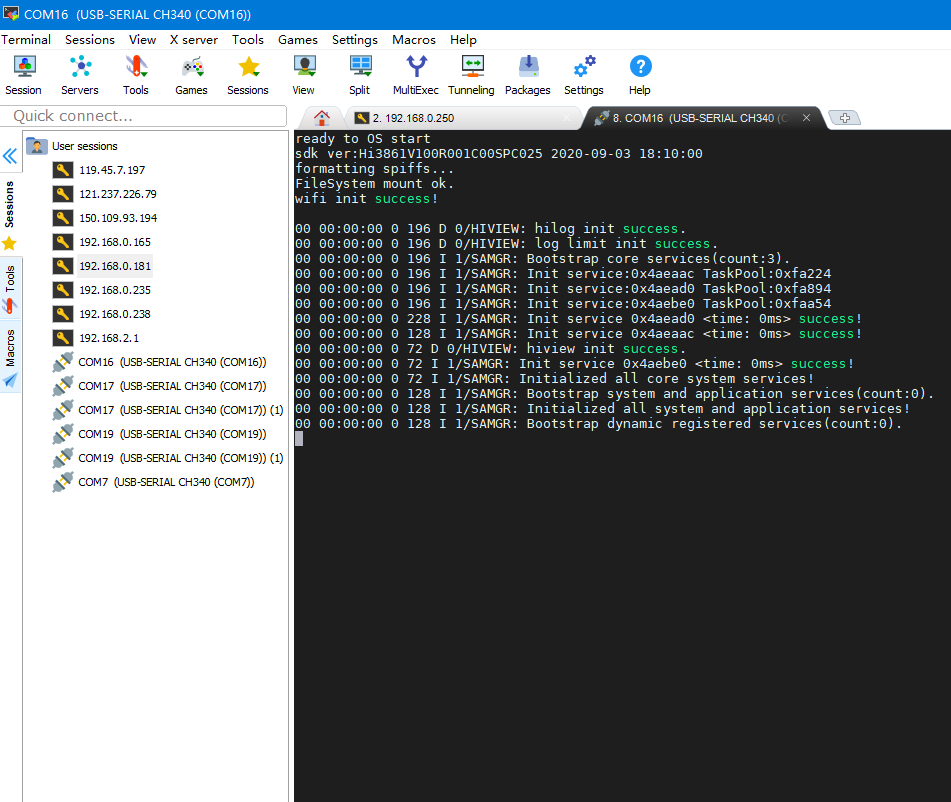 COM16  (USB-SERIAL CH340 (COM16))
Terminal Sessions View X server Tools Games Settings Macros Help
Session Servers Tools Games Sessions View Split MultiExec Tunneling Packages Settings Help
Quick connect...
2. 192.168.0.250
8. COM16  (USB-SERIAL CH340 (C
User sessions
119.45.7.197
121.237.226.79
150.109.93.194
192.168.0.165
192.168.0.181
192.168.0.235
192.168.0.238
192.168.2.1
COM16  (USB-SERIAL CH340 (COM16))
COM17  (USB-SERIAL CH340 (COM17))
COM17  (USB-SERIAL CH340 (COM17)) (1)
COM19  (USB-SERIAL CH340 (COM19))
COM19  (USB-SERIAL CH340 (COM19)) (1)
COM7  (USB-SERIAL CH340 (COM7))
Sessions
Tools
Macros
ready to OS start
sdk ver:Hi3861V100R001C00SPC025 2020-09-03 18:10:00
formatting spiffs...
FileSystem mount ok.
wifi init success!
00 00:00:00 0 196 D 0/HIVIEW: hilog init success.
00 00:00:00 0 196 D 0/HIVIEW: log limit init success.
00 00:00:00 0 196 I 1/SAMGR: Bootstrap core services(count:3).
00 00:00:00 0 196 I 1/SAMGR: Init service:0x4aeaac TaskPool:0xfa224
00 00:00:00 0 196 I 1/SAMGR: Init service:0x4aead0 TaskPool:0xfa894
00 00:00:00 0 196 I 1/SAMGR: Init service:0x4aebe0 TaskPool:0xfaa54
00 00:00:00 0 228 I 1/SAMGR: Init service 0x4aead0 <time: 0ms> success!
00 00:00:00 0 128 I 1/SAMGR: Init service 0x4aeaac <time: 0ms> success!
00 00:00:00 0 72 D 0/HIVIEW: hiview init success.
00 00:00:00 0 72 I 1/SAMGR: Init service 0x4aebe0 <time: 0ms> success!
00 00:00:00 0 72 I 1/SAMGR: Initialized all core system services!
00 00:00:00 0 128 I 1/SAMGR: Bootstrap system and application services(count:0).
00 00:00:00 0 128 I 1/SAMGR: Initialized all system and application services!
00 00:00:00 0 128 I 1/SAMGR: Bootstrap dynamic registered services(count:0).